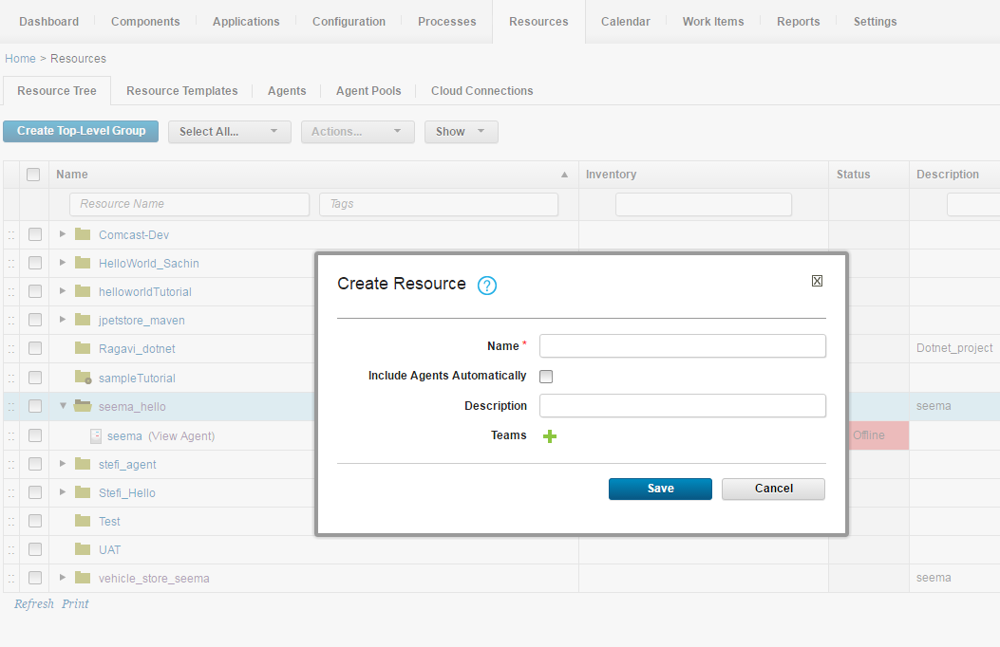 Dashboard Components Applications Configuration Processes Resources Calendar Work Items Reports Settings
Home > Resources
Resource Tree Resource Templates Agents Agent Pools Cloud Connections
Create Top-Level Group Select All... Actions... Show
Name Inventory Status Description
Resource Name Tags
Comcast-Dev
HelloWorld_Sachin
helloworldTutorial
jpetstore_maven
Ragavi_dotnet Dotnet_project
sampleTutorial
seema_hello seema
seema (View Agent) Offline
stefi_agent
Stefi_Hello
Test
UAT
vehicle_store_seema seema
Refresh Print
Create Resource ?
Name *
Include Agents Automatically
Description
Teams
Save Cancel